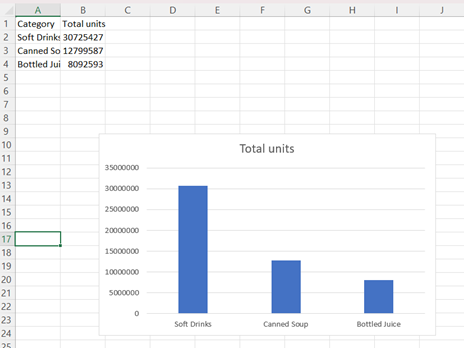 A B C D E F G H I J
1 Category Total units
2 Soft Drinks 30725427
3 Canned So 12799587
4 Bottled Jui 8092593
5
6
7
8
9
10 Total units
11 35000000
12
13 30000000
14 25000000
15
16 20000000
17 15000000
18
19 10000000
20
21 5000000
22 0
23 Soft Drinks Canned Soup Bottled Juice
24
25